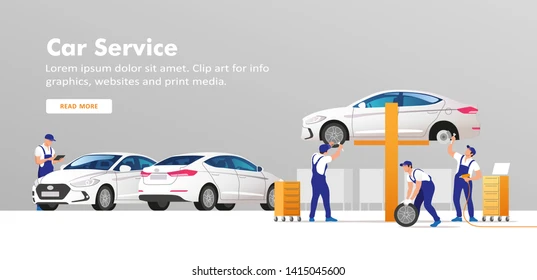 Car Service
Lorem ipsum dolor sit amet. Clip art for info
graphics, websites and print media.
READ MORE
shutterstock.com · 1415045600